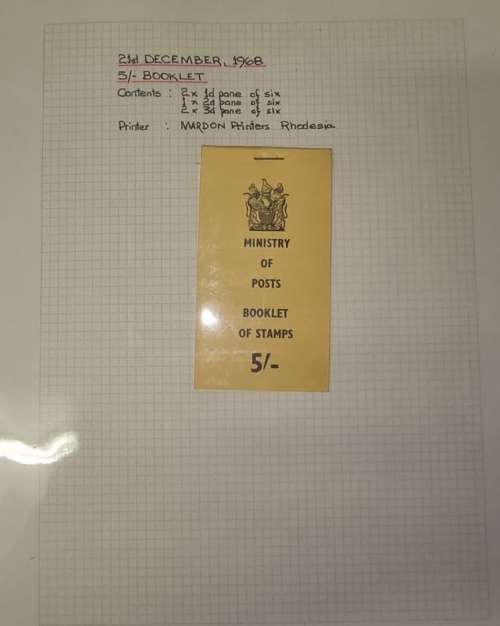 21st DECEMBER, 1968
5/- BOOKLET
Contents : 2 x 1d pane of six
1 x 2d pane of six
2 x 3d pane of six
Printer : MARDON Printers Rhodesia.
MINISTRY
OF
POSTS
BOOKLET
OF STAMPS
5/-